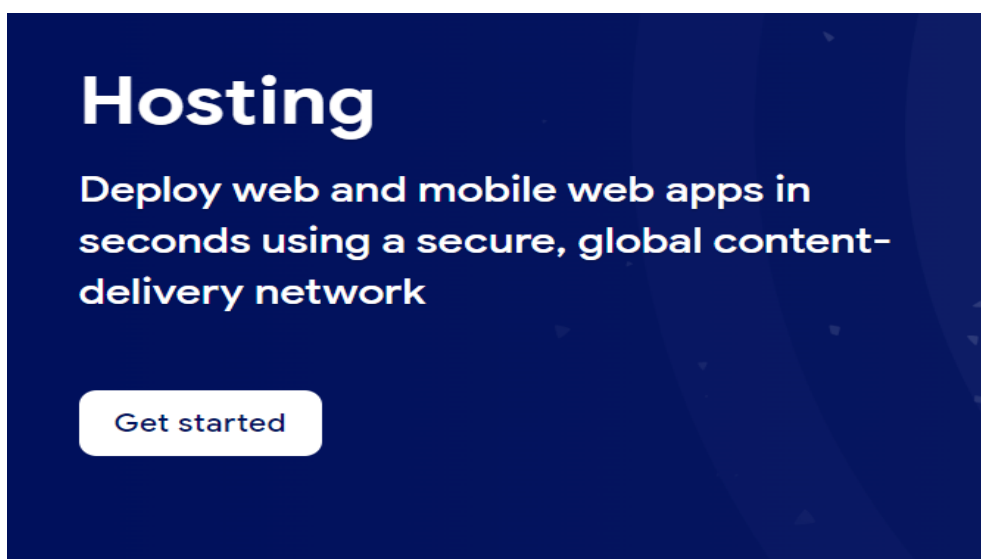 Hosting
Deploy web and mobile web apps in
seconds using a secure, global content-
delivery network
Get started